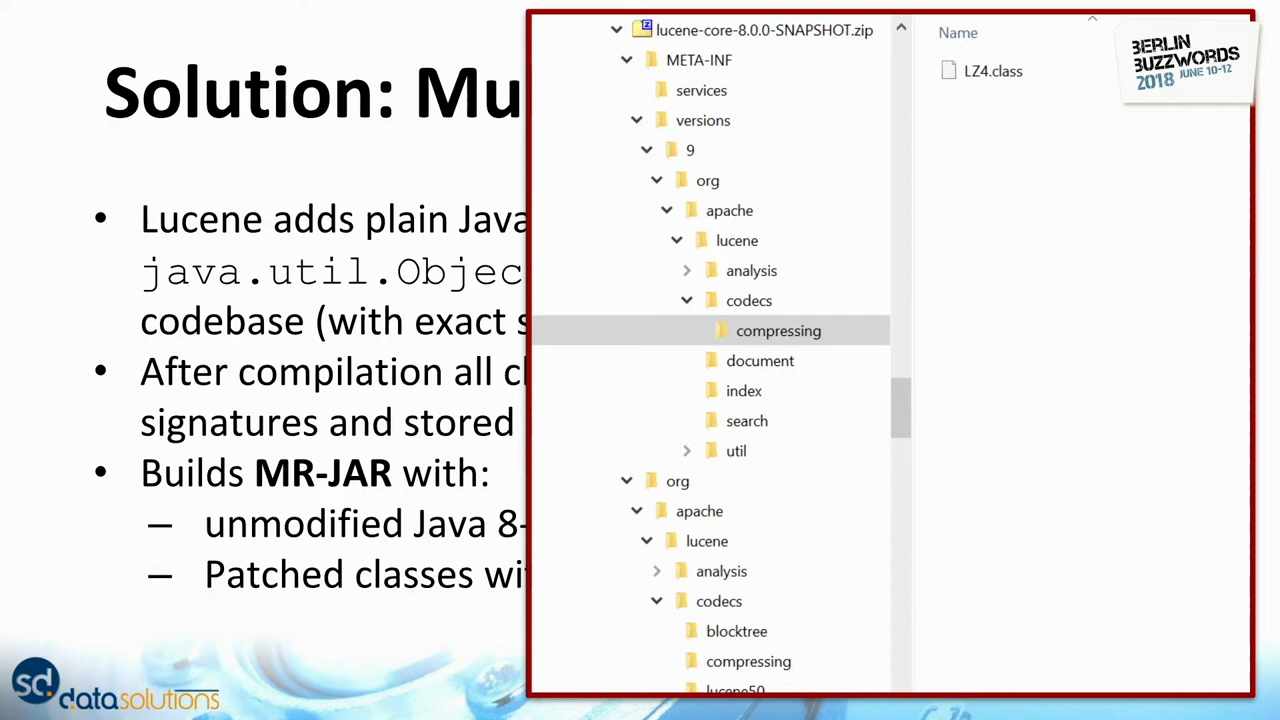 Solution: Mu
Lucene adds plain Java
java.util.Objec
codebase (with exact s
After compilation all cl
signatures and stored
Builds MR-JAR with:
unmodified Java 8-
Patched classes wi
sd
datasolutions
lucene-core-8.0.0-SNAPSHOT.zip
META-INF
services
versions
9
org
apache
lucene
analysis
codecs
compressing
document
index
search
util
org
apache
lucene
analysis
codecs
blocktree
compressing
lucene50
Name
LZ4.class
BERLIN
BUZZWORDS
2018 JUNE 10-12